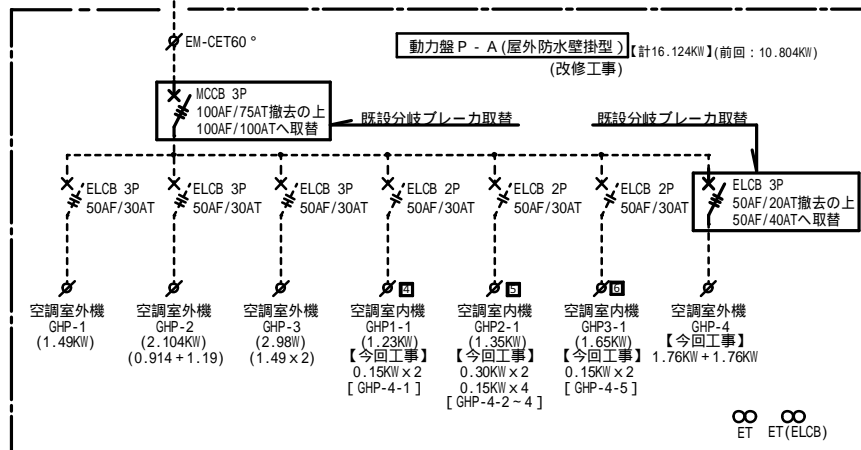 EM-CET60°
動力盤P-A(屋外防水壁掛型)【計16.124KW】(前回:10.804KW)
(改修工事)
MCCB 3P
100AF/75AT撤去の上
100AF/100ATへ取替
既設分岐ブレーカ取替
既設分岐ブレーカ取替
ELCB 3P
50AF/30AT
ELCB 3P
50AF/30AT
ELCB 3P
50AF/30AT
ELCB 2P
50AF/30AT
ELCB 2P
50AF/30AT
ELCB 2P
50AF/30AT
ELCB 3P
50AF/20AT撤去の上
50AF/40ATへ取替
空調室外機
GHP-1
(1.49KW)
空調室外機
GHP-2
(2.104KW)
(0.914+1.19)
空調室外機
GHP-3
(2.98KW)
(1.49x2)
4
空調室内機
GHP1-1
(1.23KW)
【今回工事】
0.15KWx2
[GHP-4-1]
5
空調室内機
GHP2-1
(1.35KW)
【今回工事】
0.30KWx2
0.15KWx4
[GHP-4-2~4]
6
空調室内機
GHP3-1
(1.65KW)
【今回工事】
0.15KWx2
[GHP-4-5]
空調室外機
GHP-4
【今回工事】
1.76KW+1.76KW
ET
ET(ELCB)